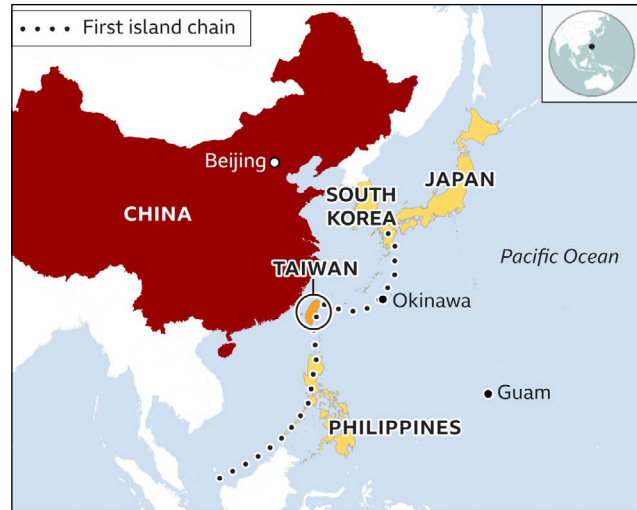 First island chain
Beijing
JAPAN
SOUTH
KOREA
CHINA
Pacific Ocean
TAIWAN
Okinawa
Guam
PHILIPPINES